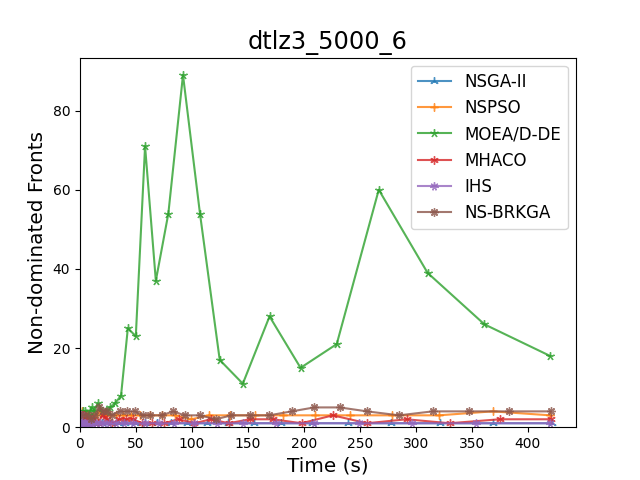 dtlz3_5000_6
Non-dominated Fronts
80
60
40
20
0
0 50 100 150 200 250 300 350 400
Time (s)
NSGA-II
NSPSO
MOEA/D-DE
MHACO
IHS
NS-BRKGA